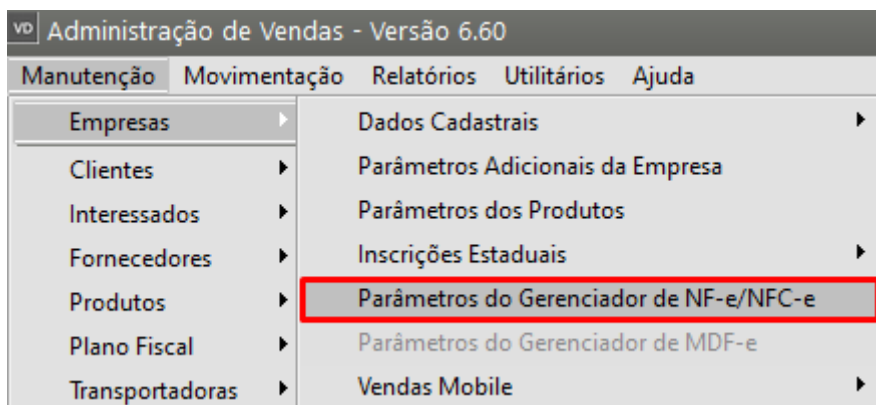 VD Administração de Vendas - Versão 6.60
Manutenção Movimentação Relatórios Utilitários Ajuda
Empresas
Clientes
Interessados
Fornecedores
Produtos
Plano Fiscal
Transportadoras
Dados Cadastrais
Parâmetros Adicionais da Empresa
Parâmetros dos Produtos
Inscrições Estaduais
Parâmetros do Gerenciador de NF-e/NFC-e
Parâmetros do Gerenciador de MDF-e
Vendas Mobile